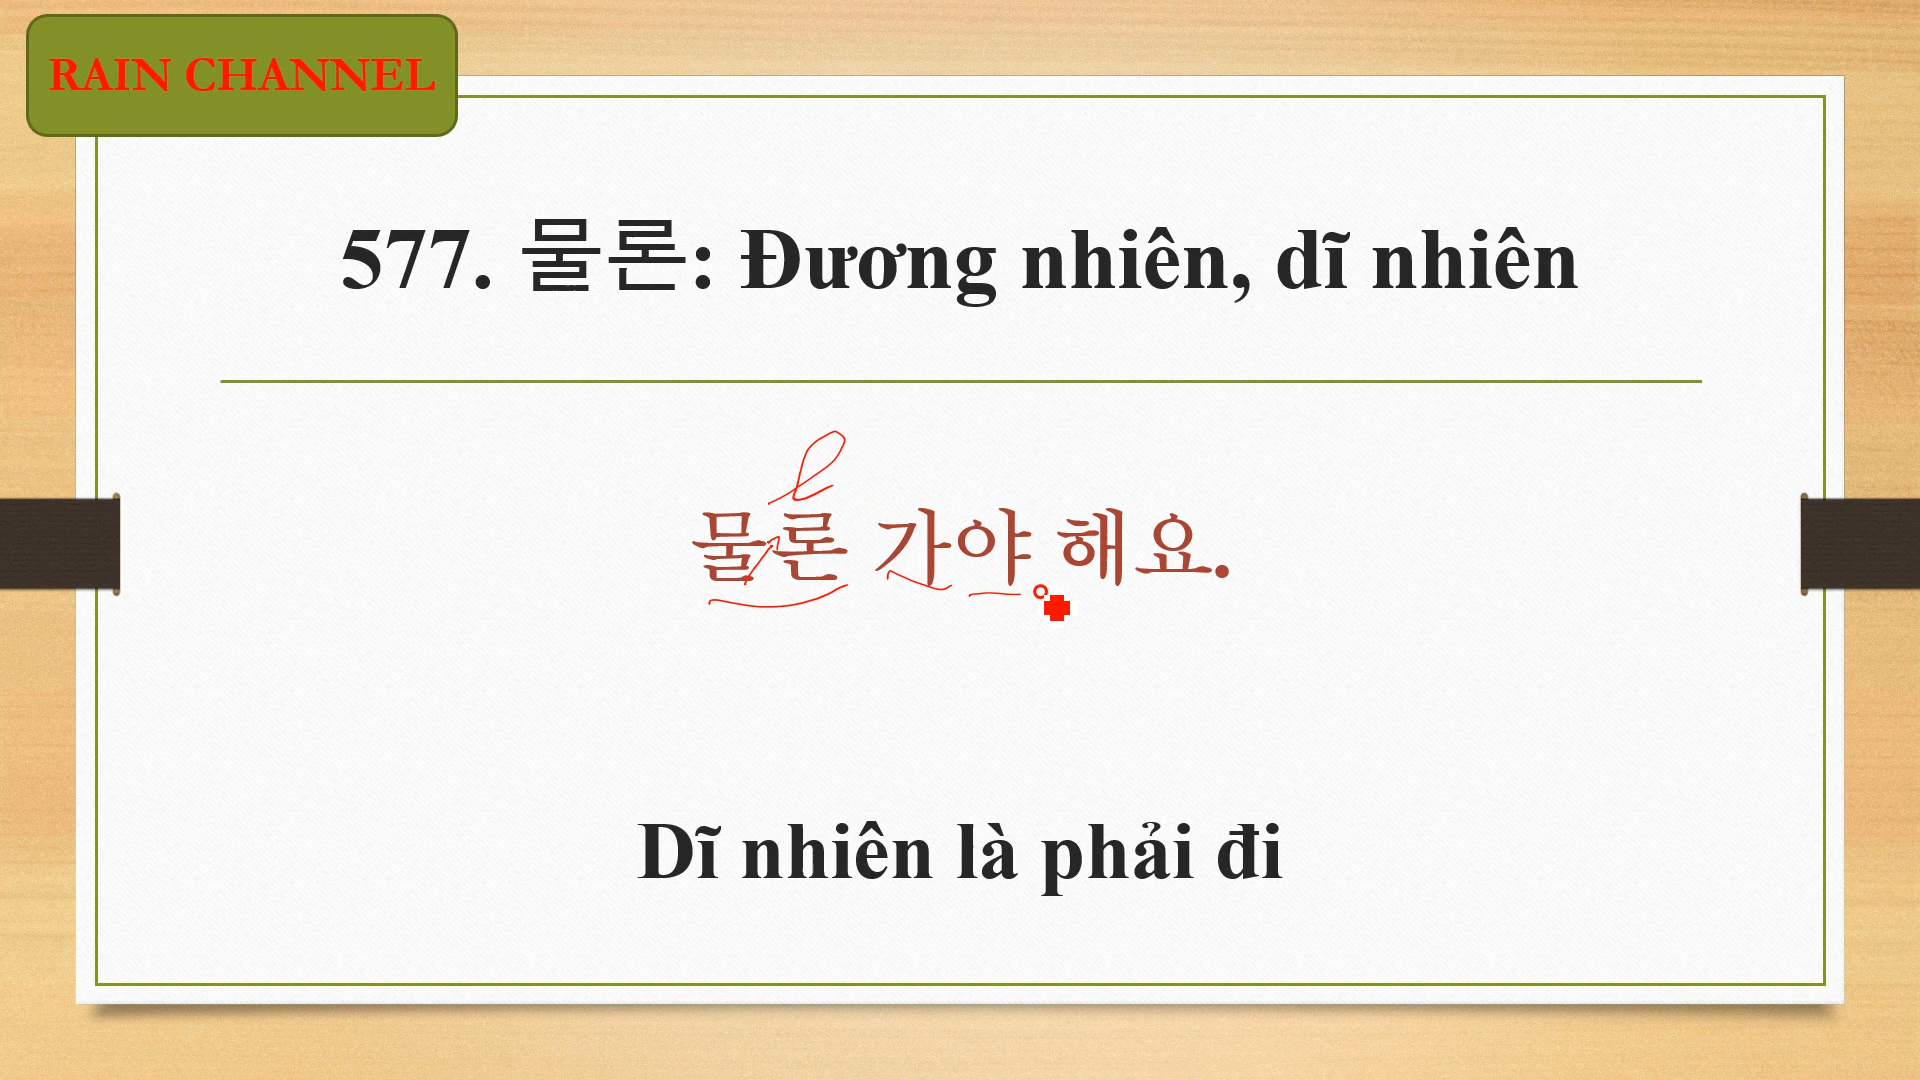 RAIN CHANNEL
577. 물론: Đương nhiên, dĩ nhiên
l
물론 가야 해요.
Dĩ nhiên là phải đi